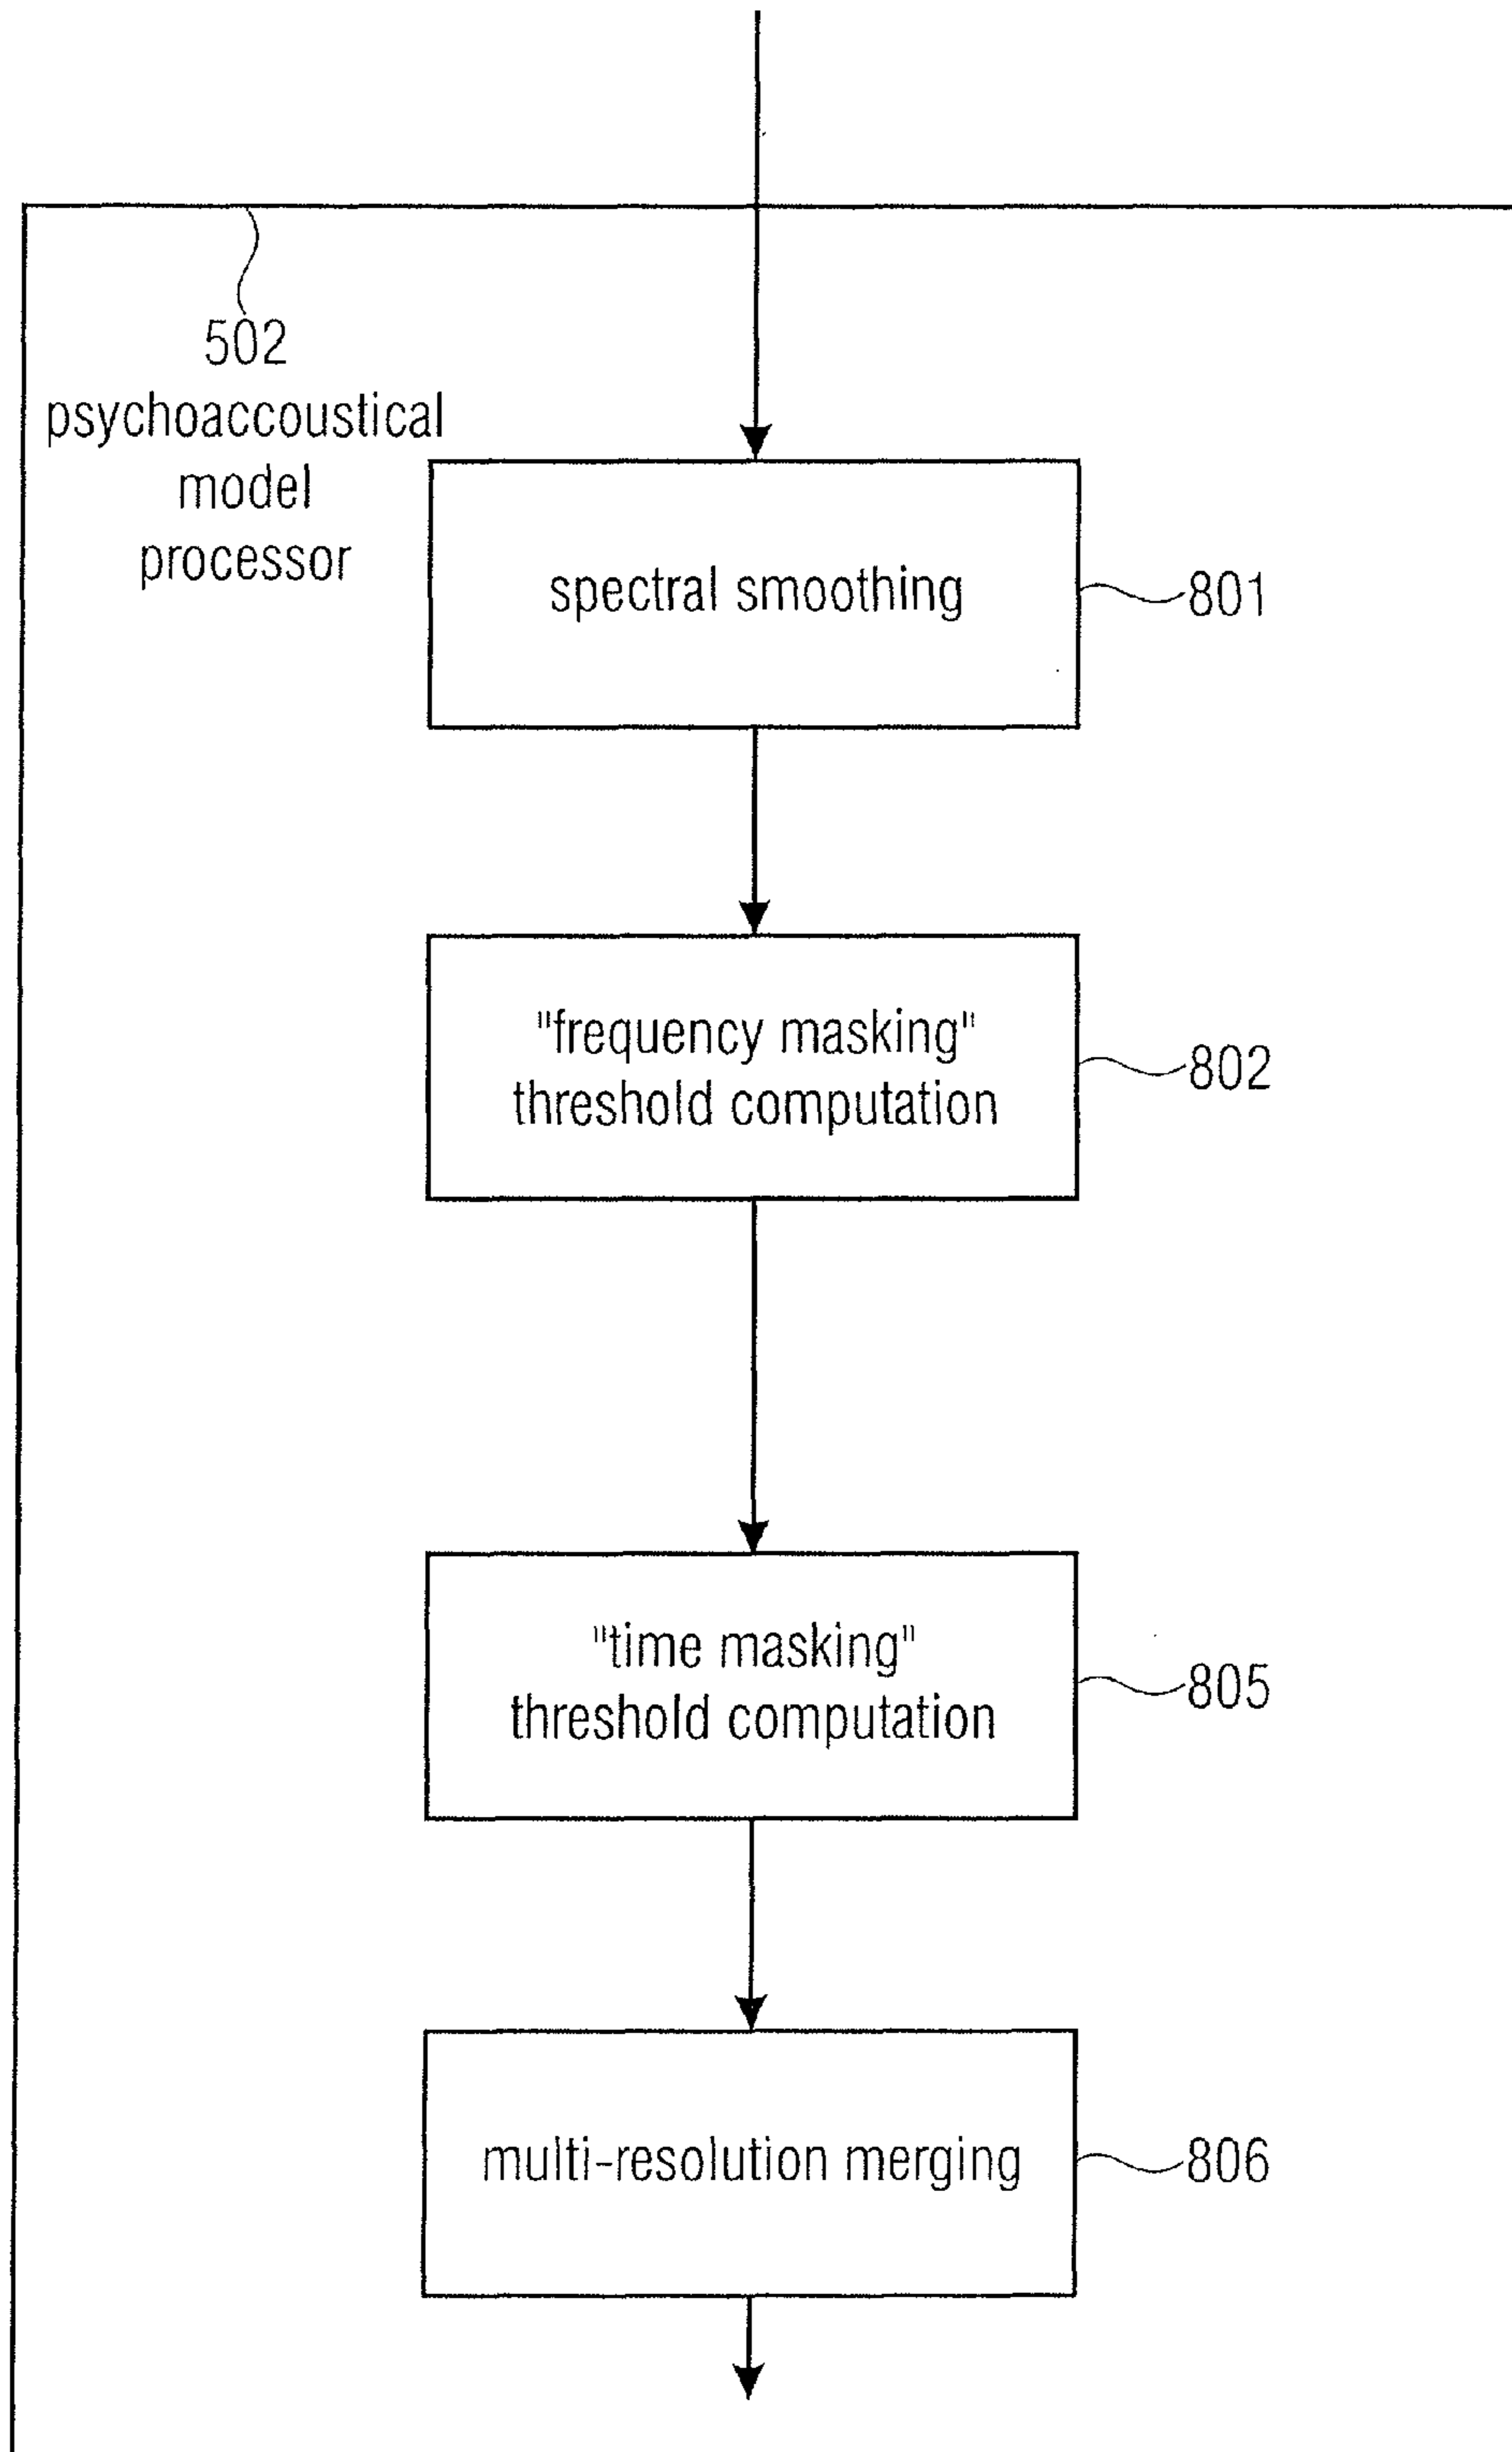 502
psychoaccoustical
model
processor
spectral smoothing
801
"frequency masking"
threshold computation
802
"time masking"
threshold computation
805
multi-resolution merging
806